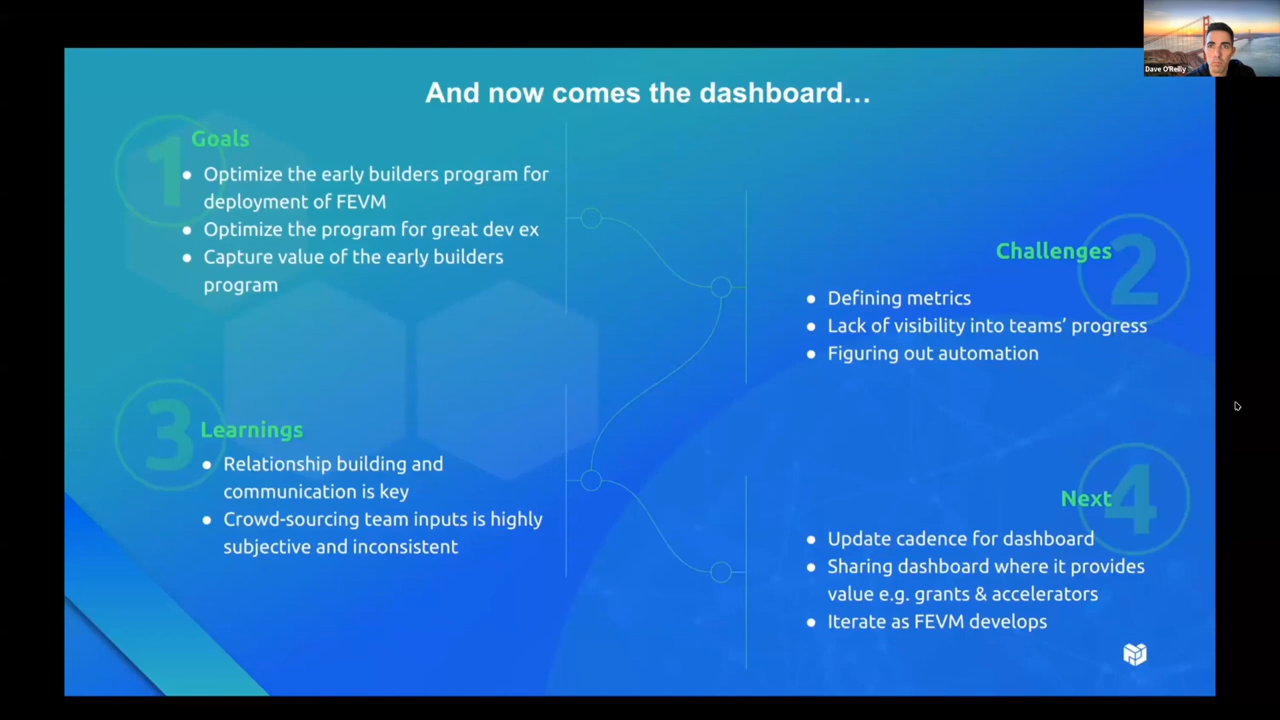 Dave O'Reilly
And now comes the dashboard...
1
Goals
● Optimize the early builders program for
deployment of FEVM
● Optimize the program for great dev ex
● Capture value of the early builders
program
2
Challenges
● Defining metrics
● Lack of visibility into teams’ progress
● Figuring out automation
3
Learnings
● Relationship building and
communication is key
● Crowd-sourcing team inputs is highly
subjective and inconsistent
4
Next
● Update cadence for dashboard
● Sharing dashboard where it provides
value e.g. grants & accelerators
● Iterate as FEVM develops